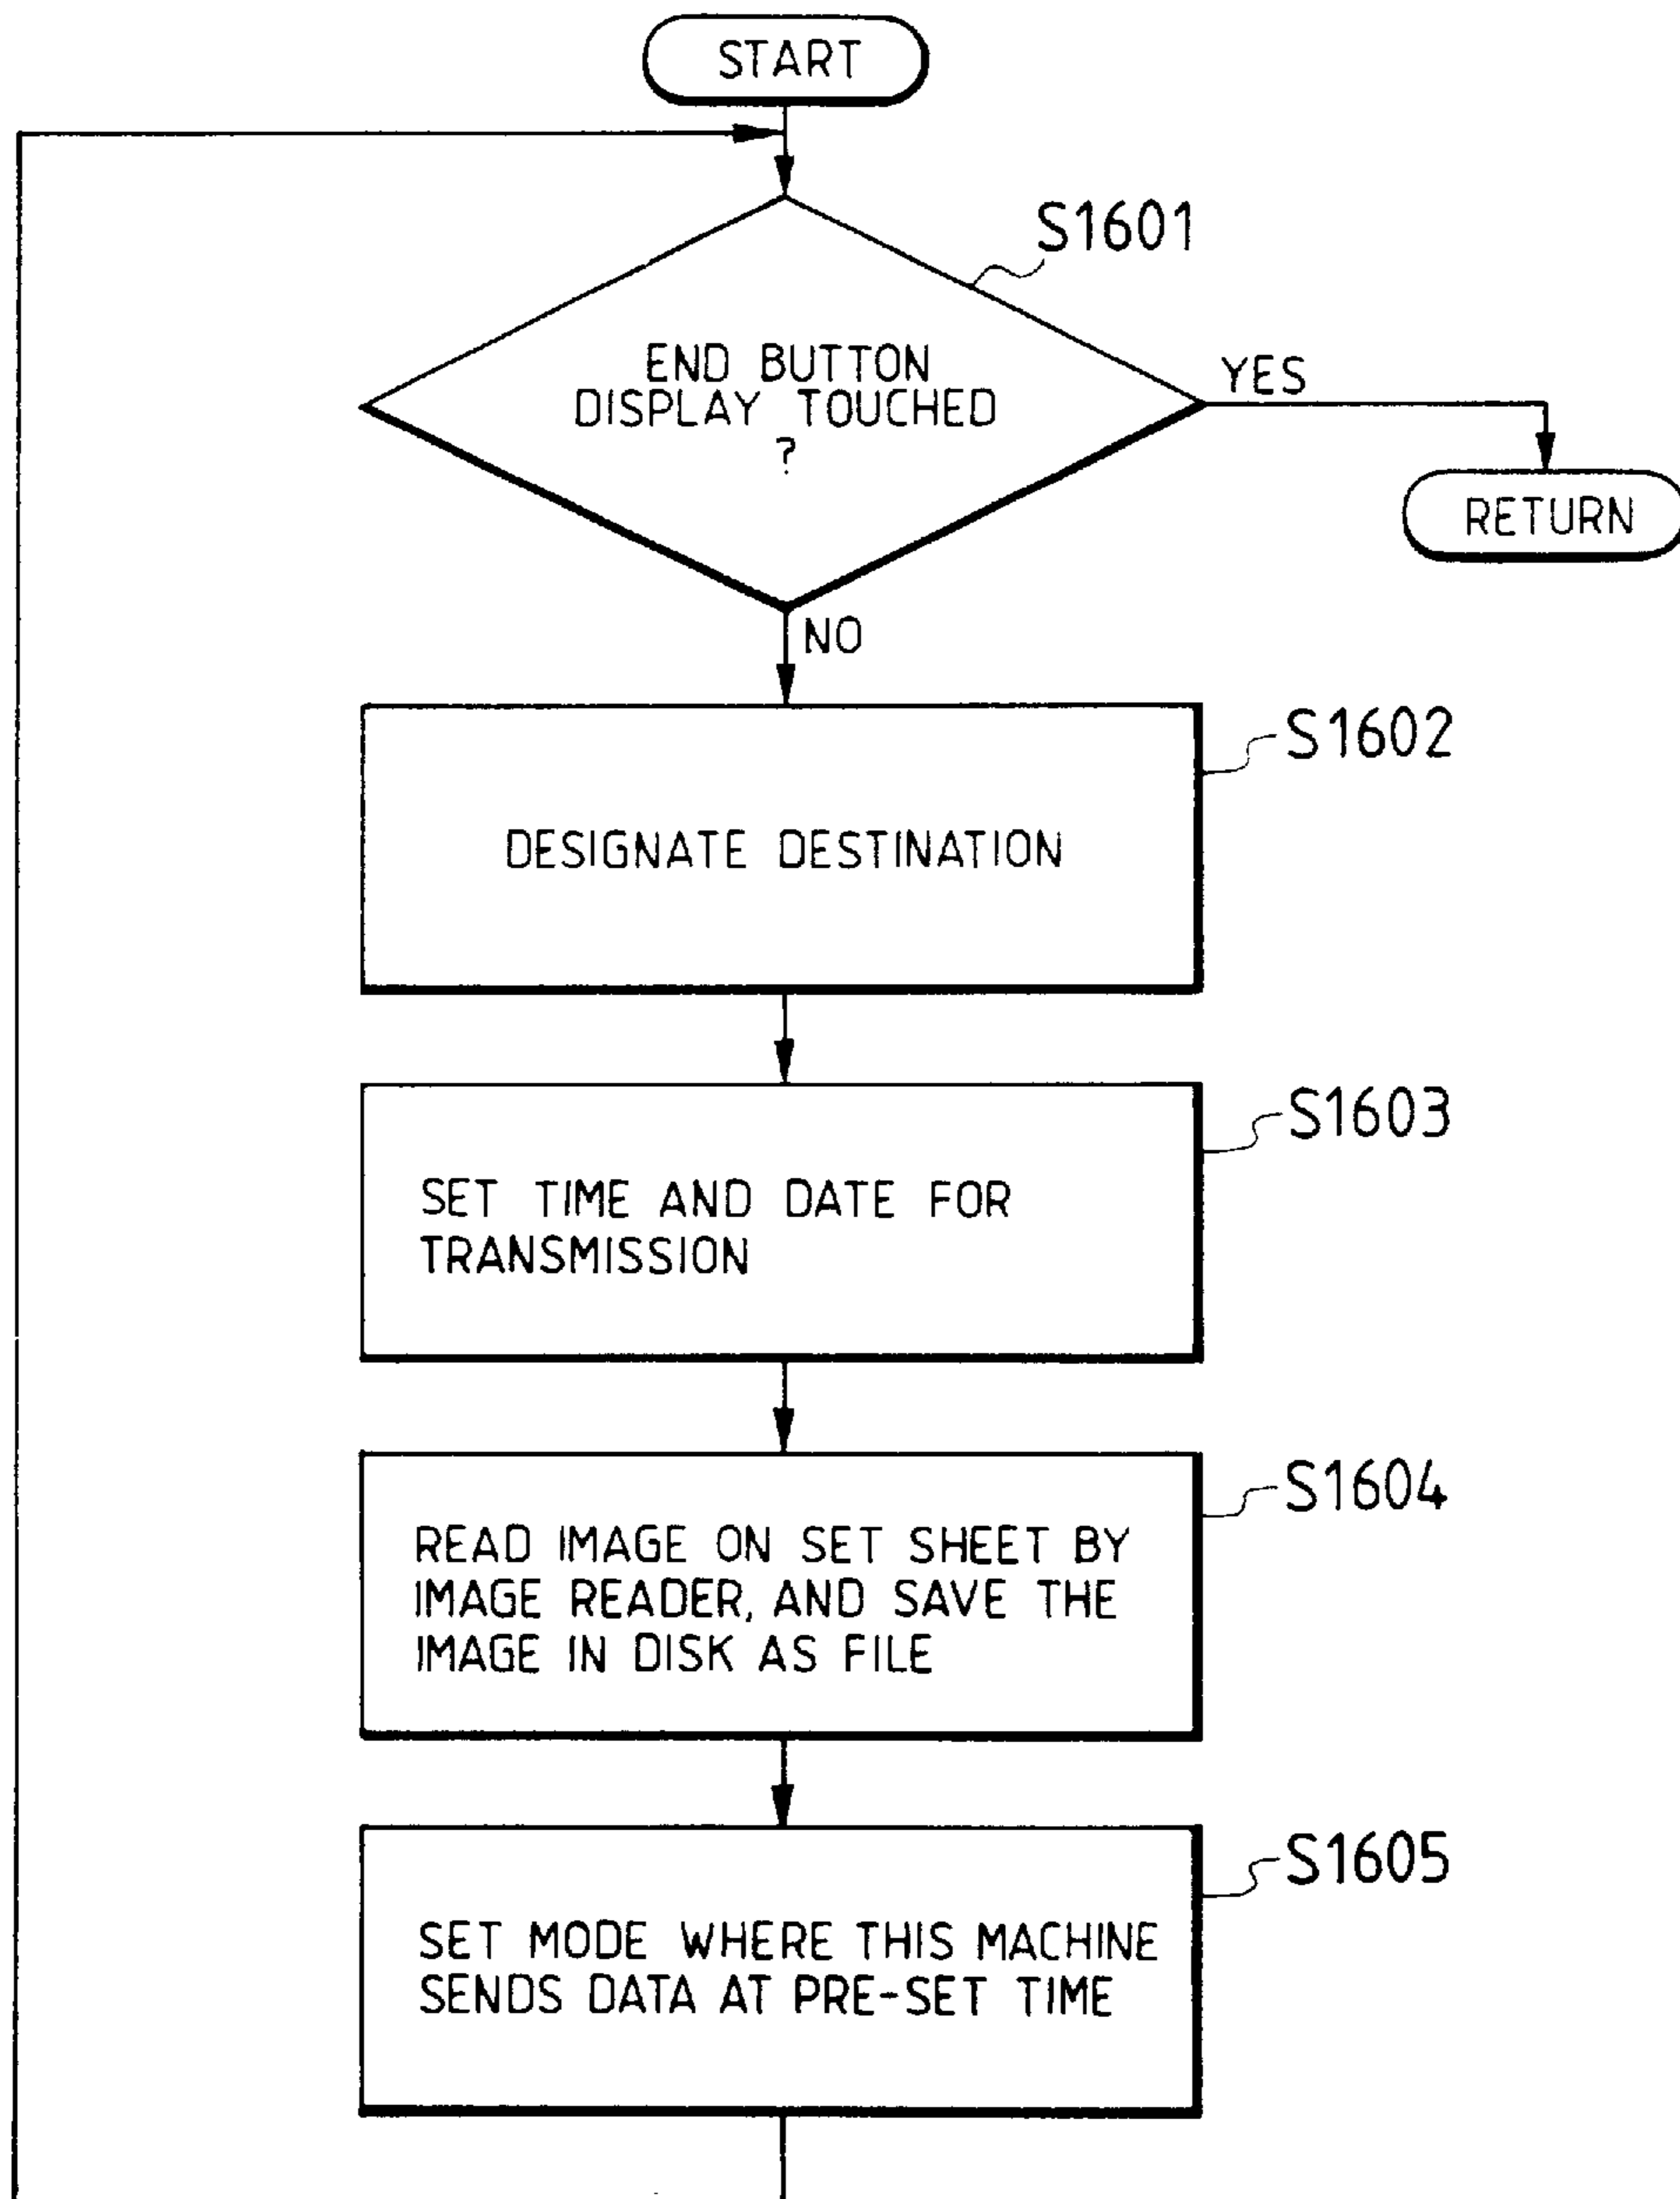 START
S1601
END BUTTON
DISPLAY TOUCHED
?
YES
RETURN
NO
S1602
DESIGNATE DESTINATION
S1603
SET TIME AND DATE FOR
TRANSMISSION
S1604
READ IMAGE ON SET SHEET BY
IMAGE READER, AND SAVE THE
IMAGE IN DISK AS FILE
S1605
SET MODE WHERE THIS MACHINE
SENDS DATA AT PRE-SET TIME